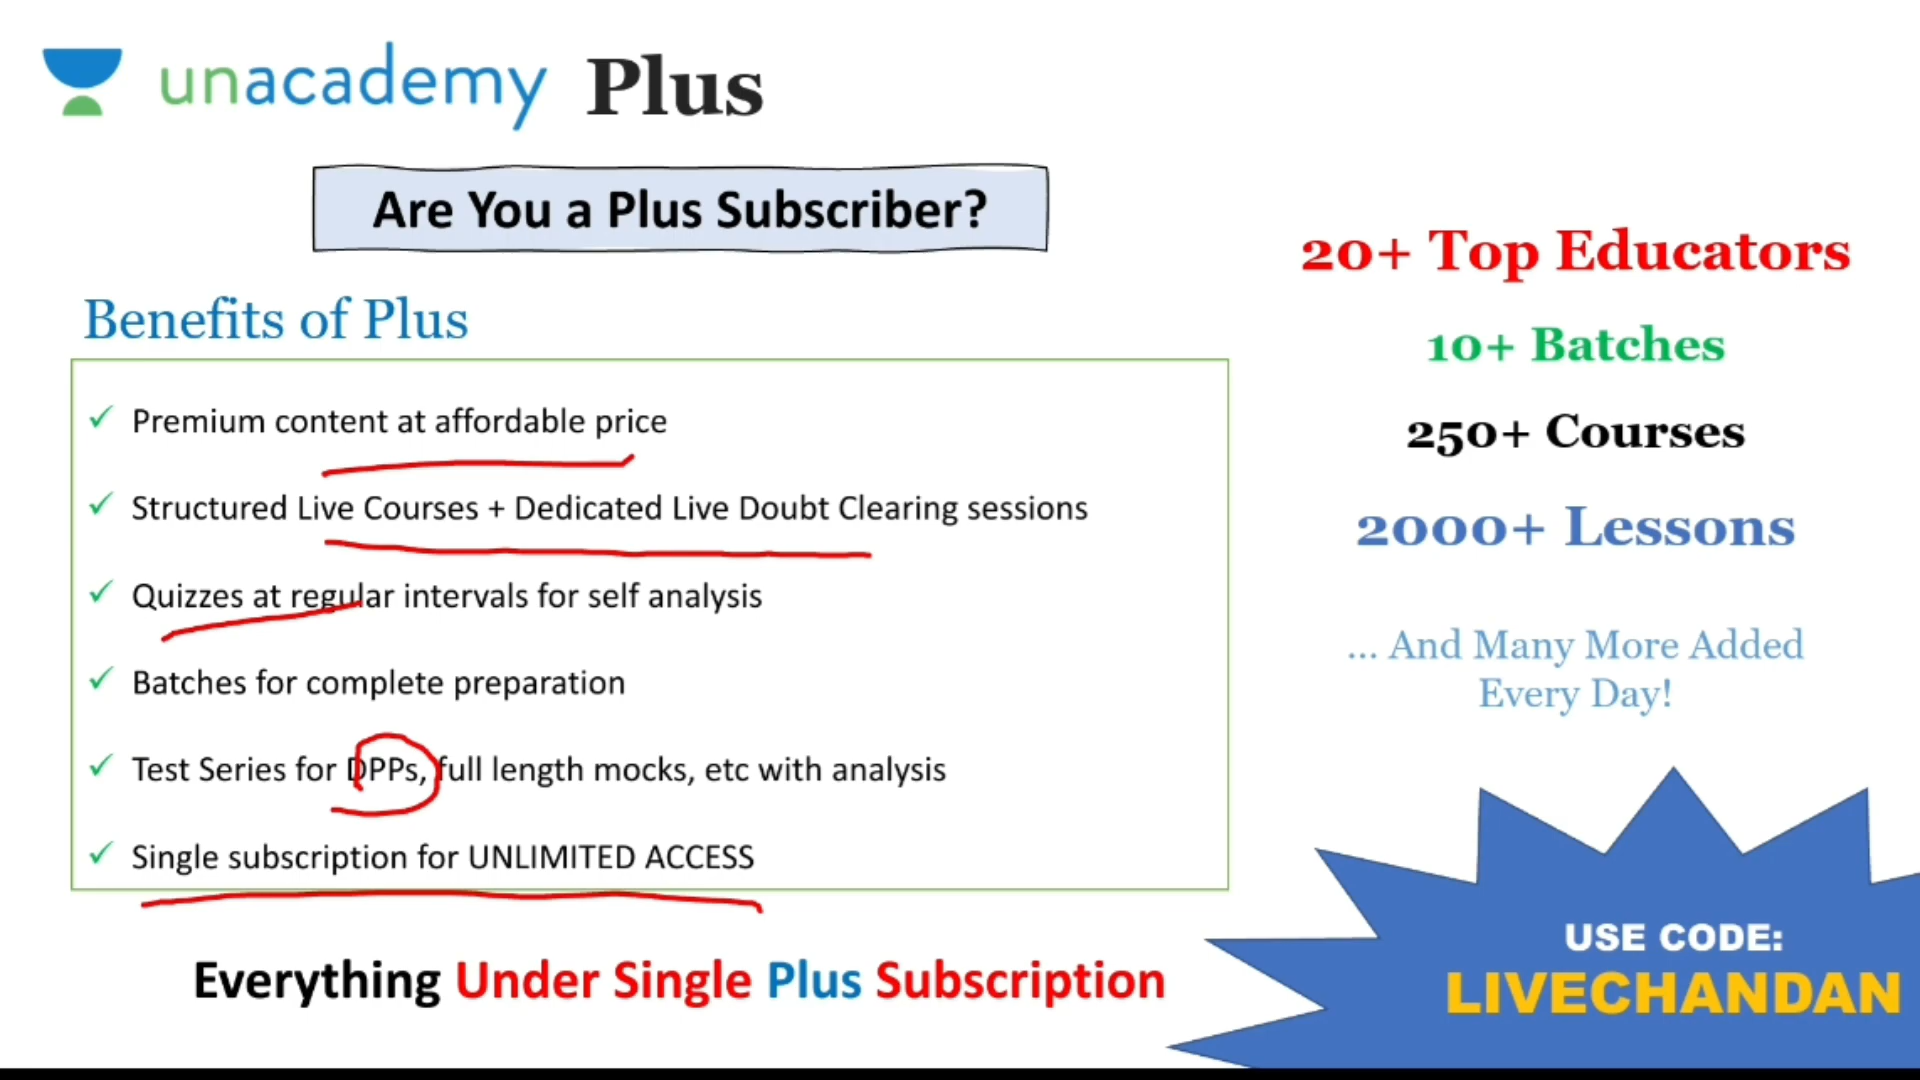 unacademy Plus
Are You a Plus Subscriber?
Benefits of Plus
✓ Premium content at affordable price
✓ Structured Live Courses + Dedicated Live Doubt Clearing sessions
✓ Quizzes at regular intervals for self analysis
✓ Batches for complete preparation
✓ Test Series for DPPs, full length mocks, etc with analysis
✓ Single subscription for UNLIMITED ACCESS
Everything Under Single Plus Subscription
20+ Top Educators
10+ Batches
250+ Courses
2000+ Lessons
... And Many More Added
Every Day!
USE CODE:
LIVECHANDAN